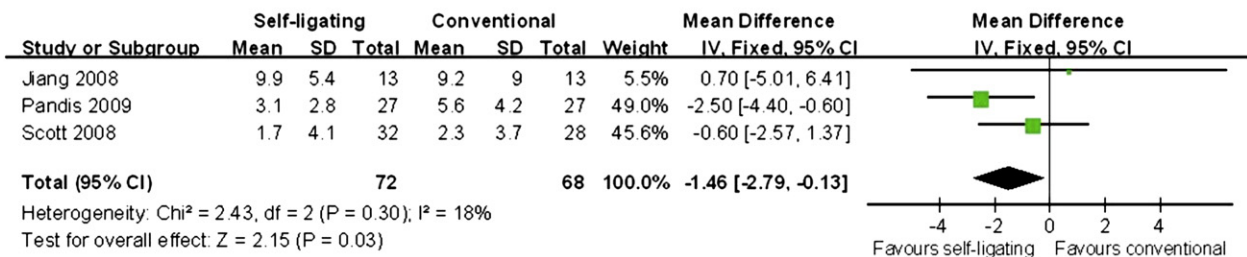 Self-ligating Conventional Mean Difference Mean Difference
Study or Subgroup Mean SD Total Mean SD Total Weight IV, Fixed, 95% CI IV, Fixed, 95% CI
Jiang 2008 9.9 5.4 13 9.2 9 13 5.5% 0.70 [-5.01, 6.41]
Pandis 2009 3.1 2.8 27 5.6 4.2 27 49.0% -2.50 [-4.40, -0.60]
Scott 2008 1.7 4.1 32 2.3 3.7 28 45.6% -0.60 [-2.57, 1.37]
Total (95% CI) 72 68 100.0% -1.46 [-2.79, -0.13]
Heterogeneity: Chi² = 2.43, df = 2 (P = 0.30); I² = 18%
Test for overall effect: Z = 2.15 (P = 0.03)
-4 -2 0 2 4
Favours self-ligating Favours conventional